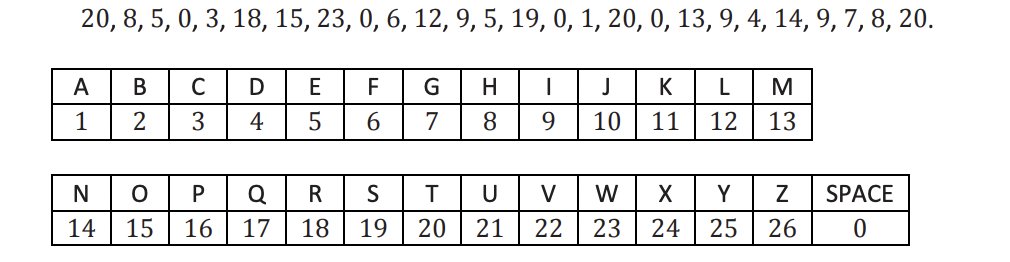 20, 8, 5, 0, 3, 18, 15, 23, 0, 6, 12, 9, 5, 19, 0, 1, 20, 0, 13, 9, 4, 14, 9, 7, 8, 20.
A B C D E F G H I J K L M
1 2 3 4 5 6 7 8 9 10 11 12 13
N O P Q R S T U V W X Y Z SPACE
14 15 16 17 18 19 20 21 22 23 24 25 26 0